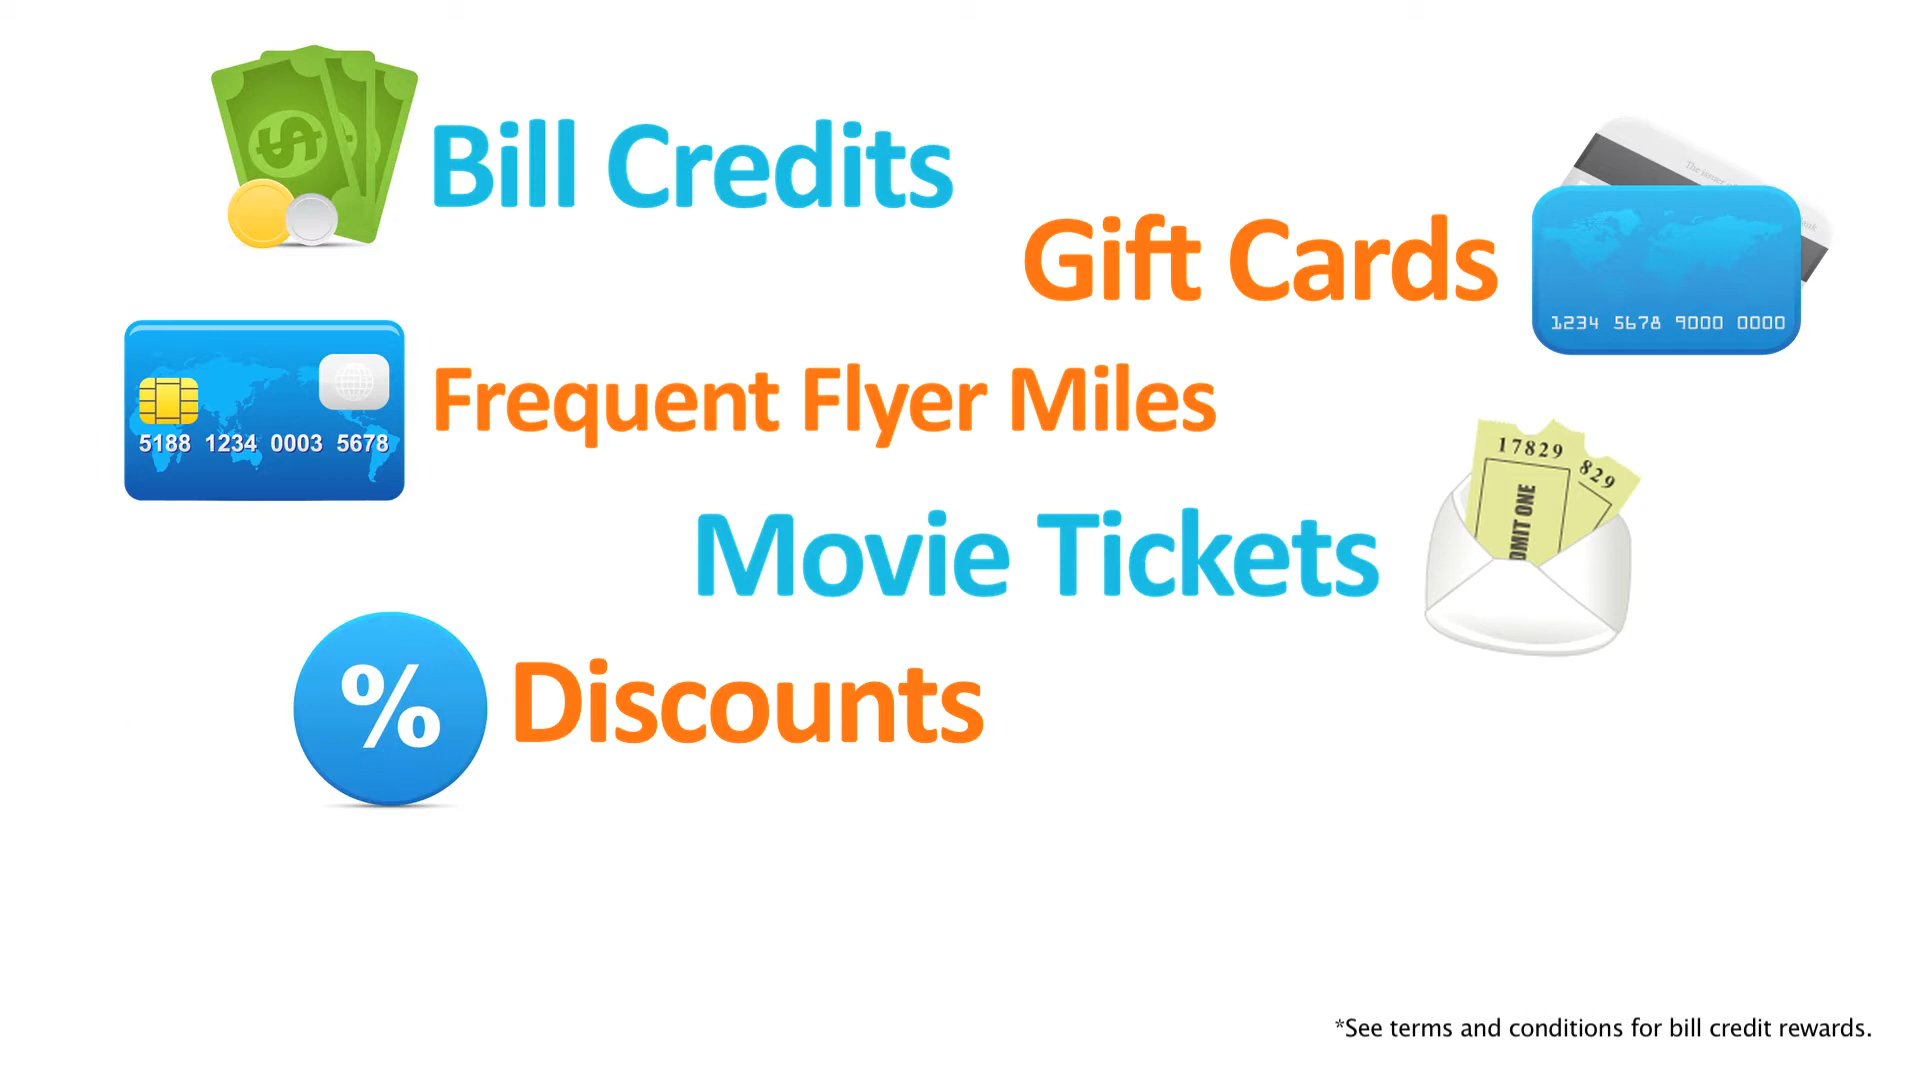 Bill Credits
Gift Cards
1234 5678 9000 0000
Frequent Flyer Miles
5188 1234 0003 5678
17829
829
DMIT ONE
Movie Tickets
%
Discounts
*See terms and conditions for bill credit rewards.